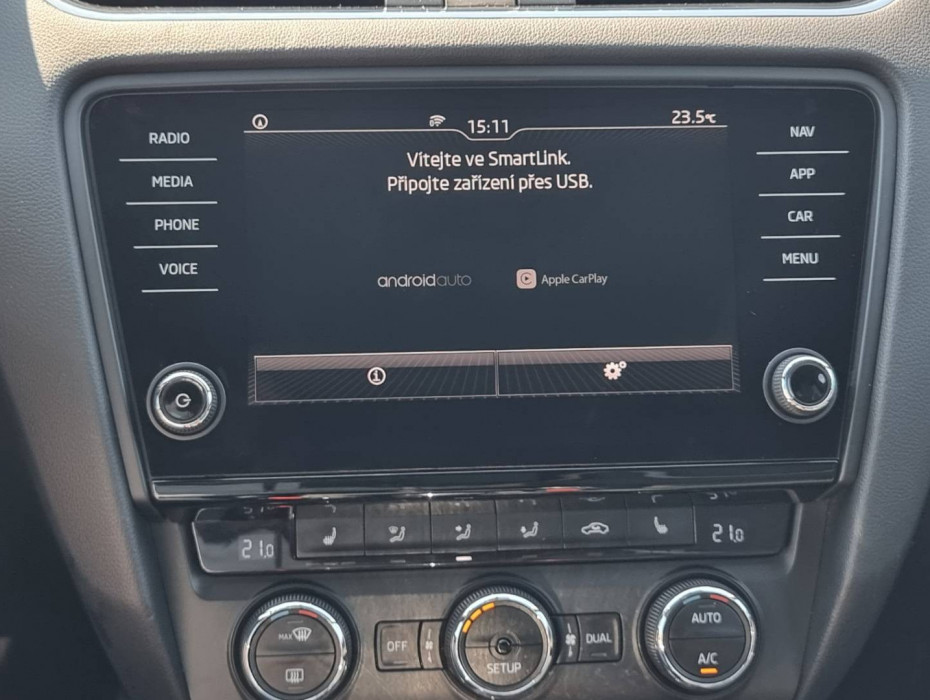 RADIO
MEDIA
PHONE
VOICE
15:11
23.5°C
Vítejte ve SmartLink.
Připojte zařízení přes USB.
androidauto
Apple CarPlay
NAV
APP
CAR
MENU
21.0
21.0
MAX
OFF
SETUP
DUAL
AUTO
A/C